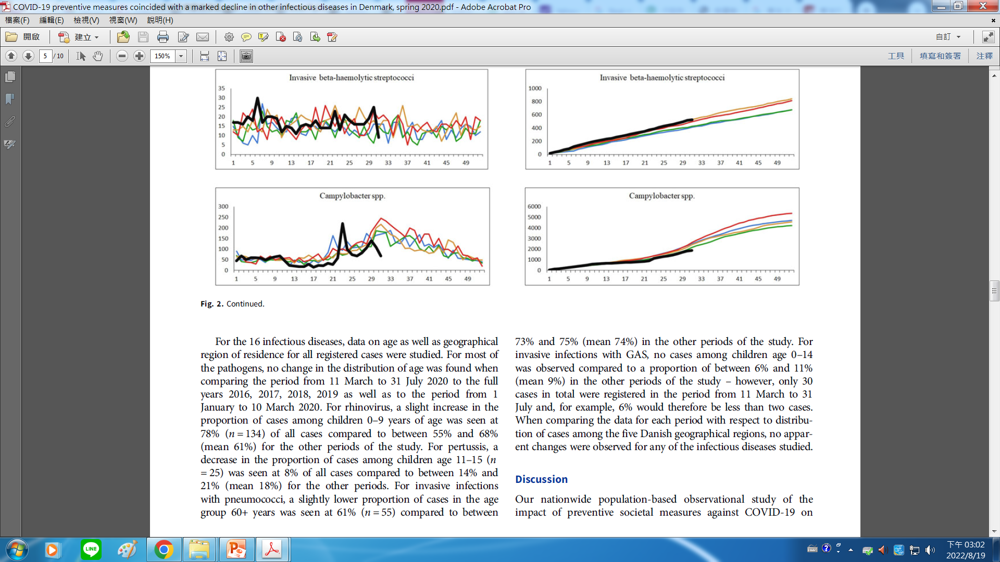 COVID-19 preventive measures coincided with a marked decline in other infectious diseases in Denmark, spring 2020.pdf - Adobe Acrobat Pro
檔案(F) 編輯(E) 檢視(V) 視窗(W) 說明(H)
開啟 建立 自訂
5 / 10 150% 工具 填寫和簽署 注釋
Invasive beta-haemolytic streptococci
35
30
25
20
15
10
5
0
1 5 9 13 17 21 25 29 33 37 41 45 49
Invasive beta-haemolytic streptococci
1000
800
600
400
200
0
1 5 9 13 17 21 25 29 33 37 41 45 49
Campylobacter spp.
300
250
200
150
100
50
0
1 5 9 13 17 21 25 29 33 37 41 45 49
Campylobacter spp.
6000
5000
4000
3000
2000
1000
0
1 5 9 13 17 21 25 29 33 37 41 45 49
Fig. 2. Continued.
For the 16 infectious diseases, data on age as well as geographical
region of residence for all registered cases were studied. For most of
the pathogens, no change in the distribution of age was found when
comparing the period from 11 March to 31 July 2020 to the full
years 2016, 2017, 2018, 2019 as well as to the period from 1
January to 10 March 2020. For rhinovirus, a slight increase in the
proportion of cases among children 0–9 years of age was seen at
78% (n = 134) of all cases compared to between 55% and 68%
(mean 61%) for the other periods of the study. For pertussis, a
decrease in the proportion of cases among children age 11–15 (n
= 25) was seen at 8% of all cases compared to between 14% and
21% (mean 18%) for the other periods. For invasive infections
with pneumococci, a slightly lower proportion of cases in the age
group 60+ years was seen at 61% (n = 55) compared to between
73% and 75% (mean 74%) in the other periods of the study. For
invasive infections with GAS, no cases among children age 0–14
was observed compared to a proportion of between 6% and 11%
(mean 9%) in the other periods of the study – however, only 30
cases in total were registered in the period from 11 March to 31
July and, for example, 6% would therefore be less than two cases.
When comparing the data for each period with respect to distribu-
tion of cases among the five Danish geographical regions, no appar-
ent changes were observed for any of the infectious diseases studied.
Discussion
Our nationwide population-based observational study of the
impact of preventive societal measures against COVID-19 on
LINE
下午 03:02
2022/8/19